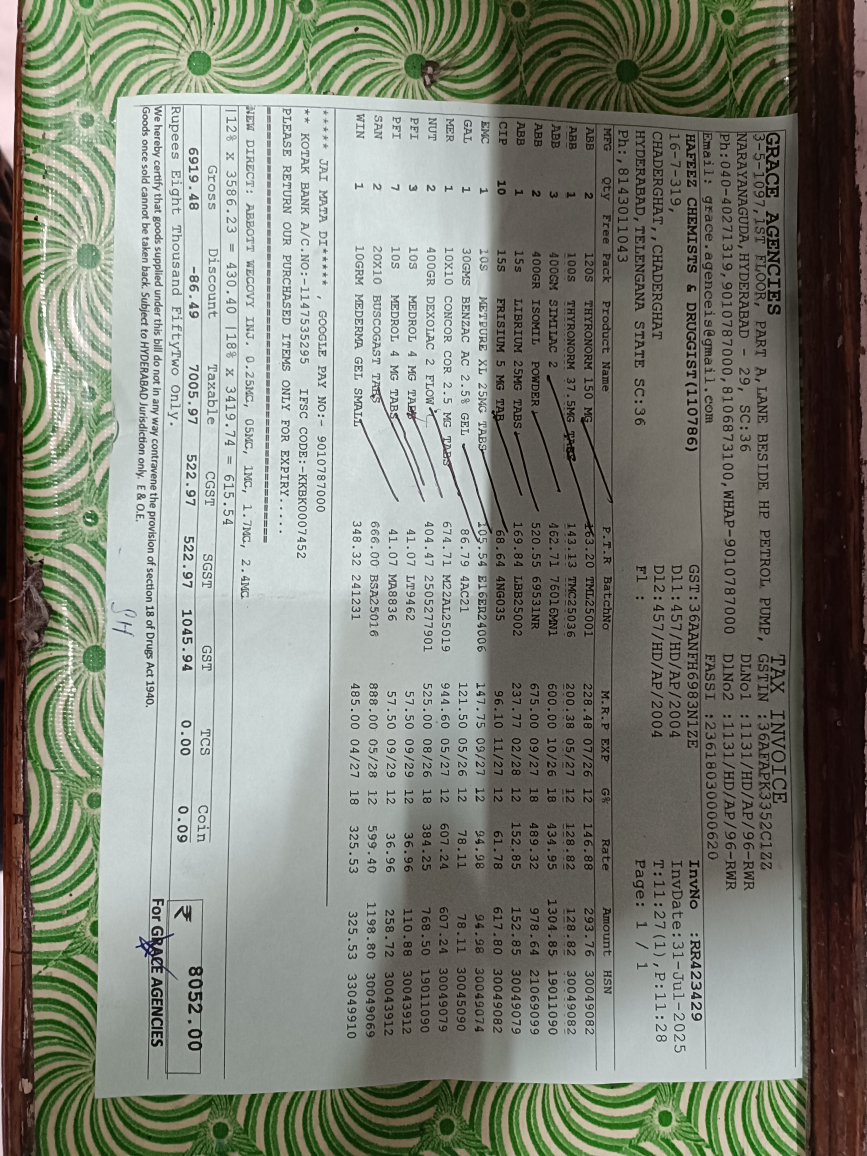 GRACE AGENCIES TAX INVOICE
3-5-1097,1ST FLOOR, PART A,LANE BESIDE HP PETROL PUMP, GSTIN :36AFAPK3352C1ZZ
NARAYANAGUDA,HYDERABAD - 29, SC:36 DLNo1 :1131/HD/AP/96-RWR
Ph:040-40271319,9010787000,8106873100,WHAP-9010787000 DlNo2 :1131/HD/AP/96-RWR
Email: grace.agenceis@gmail.com FASSI :23618030000620
HAFEEZ CHEMISTS & DRUGGIST(110786) GST:36AANFH6983N1ZE InvNo :RR423429
16-7-319, D11:457/HD/AP/2004 InvDate:31-Jul-2025
CHADERGHAT,,CHADERGHAT D12:457/HD/AP/2004 T:11:27(1),P:11:28
HYDERABAD,TELENGANA STATE SC:36 Fl : Page: 1 / 1
Ph:,8143011043
MFG Qty Free Pack Product Name P.T.R BatchNo M.R.P EXP G% Rate Amount HSN
ABB 2 120S THYRONORM 150 MG 163.20 TML25001 228.48 07/26 12 146.88 293.76 30049082
ABB 1 100S THYRONORM 37.5MG TABS 143.13 TMC25036 200.38 05/27 12 128.82 128.82 30049082
ABB 3 400GM SIMILAC 2 462.71 76016MN1 600.00 10/26 18 434.95 1304.85 19011090
ABB 2 400GR ISOMIL POWDER 520.55 69531NR 675.00 09/27 18 489.32 978.64 21069099
ABB 1 15s LIBRIUM 25MG TABS 169.84 LBB25002 237.77 02/28 12 152.85 152.85 30049079
CIP 10 15S FRISIUM 5 MG TAB 68.64 4NG035 96.10 11/27 12 61.78 617.80 30049082
EMC 1 10S METPURE XL 25MG TABS 105.54 E16ER24006 147.75 09/27 12 94.98 94.98 30049074
GAL 1 30GMS BENZAC AC 2.5% GEL 86.79 4AC21 121.50 05/26 12 78.11 78.11 30045090
MER 1 10X10 CONCOR COR 2.5 MG TABS 674.71 M22AL25019 944.60 05/27 12 607.24 607.24 30049079
NUT 2 400GR DEXOLAC 2 FLOW 404.47 2505277901 525.00 08/26 18 384.25 768.50 19011090
PFI 3 10S MEDROL 4 MG TABS 41.07 LF9462 57.50 09/29 12 36.96 110.88 30043912
PFI 7 10S MEDROL 4 MG TABS 41.07 MA8836 57.50 09/29 12 36.96 258.72 30043912
SAN 2 20X10 BUSCOGAST TABS 666.00 BSA25016 888.00 05/28 12 599.40 1198.80 30049069
WIN 1 10GRM MEDERMA GEL SMALL 348.32 241231 485.00 04/27 18 325.53 325.53 33049910
***** JAI MATA DI***** , GOOGLE PAY NO:- 9010787000
** KOTAK BANK A/C.NO:-1147535295 IFSC CODE:-KKBK0007452
PLEASE RETURN OUR PURCHASED ITEMS ONLY FOR EXPIRY.....
NEW DIRECT: ABBOTT WECOVY INJ. 0.25MC, 05MC, 1MC, 1.7MC, 2.4MC
|12% x 3586.23 = 430.40 |18% x 3419.74 = 615.54
Gross Discount Taxable CGST SGST GST TCS Coin
6919.48 -86.49 7005.97 522.97 522.97 1045.94 0.00 0.09 ₹ 8052.00
Rupees Eight Thousand FiftyTwo Only.
We hereby certify that goods supplied under this bill do not in any way contravene the provision of section 18 of Drugs Act 1940. For GRACE AGENCIES
Goods once sold cannot be taken back. Subject to HYDERABAD Jurisdiction only. E & O.E.